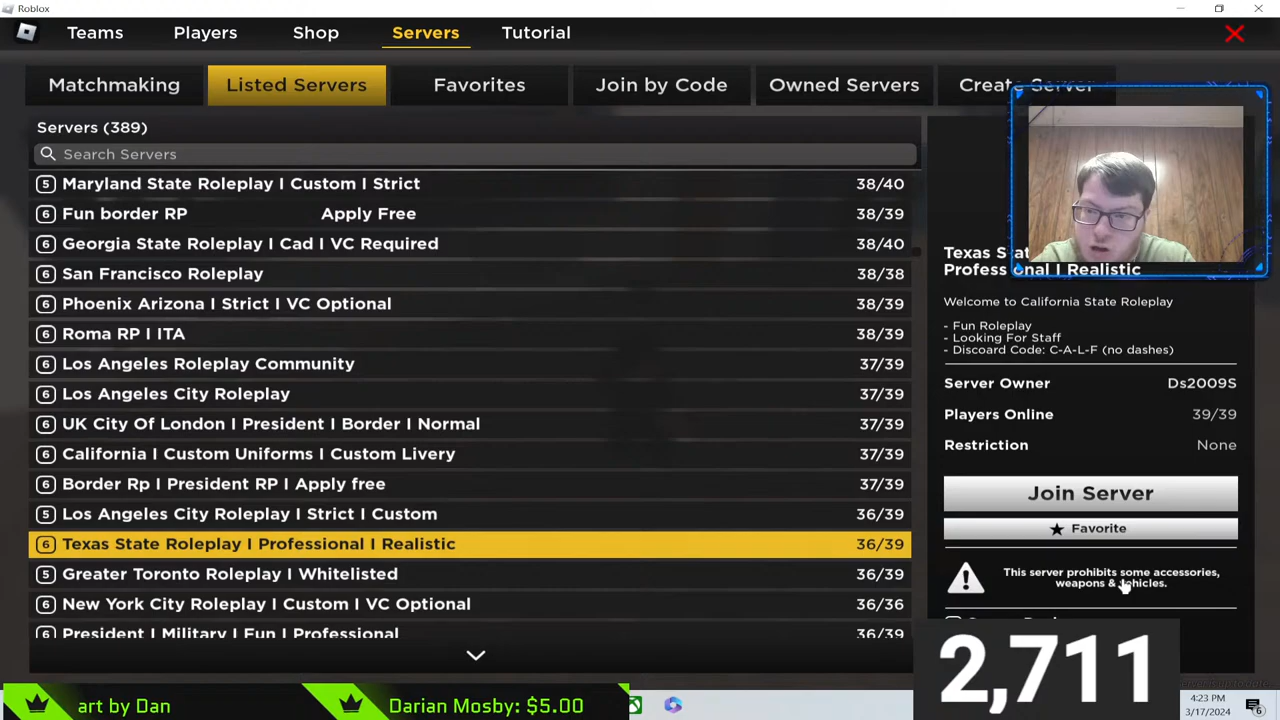 Roblox
Teams Players Shop Servers Tutorial
Matchmaking Listed Servers Favorites Join by Code Owned Servers Create Server
Servers (389)
Search Servers
5 Maryland State Roleplay I Custom I Strict 38/40
6 Fun border RP Apply Free 38/39
6 Georgia State Roleplay I Cad I VC Required 38/40
6 San Francisco Roleplay 38/38
6 Phoenix Arizona I Strict I VC Optional 38/39
6 Roma RP I ITA 38/39
6 Los Angeles Roleplay Community 37/39
6 Los Angeles City Roleplay 37/39
6 UK City Of London I President I Border I Normal 37/39
6 California I Custom Uniforms I Custom Livery 37/39
6 Border Rp I President RP I Apply free 37/39
5 Los Angeles City Roleplay I Strict I Custom 36/39
6 Texas State Roleplay I Professional I Realistic 36/39
5 Greater Toronto Roleplay I Whitelisted 36/39
6 New York City Roleplay I Custom I VC Optional 36/36
6 President I Military I Fun I Professional 36/39
Texas
Professional I Realistic
Welcome to California State Roleplay
- Fun Roleplay
- Looking For Staff
- Discoard Code: C-A-L-F (no dashes)
Server Owner Ds2009S
Players Online 39/39
Restriction None
Join Server
★ Favorite
This server prohibits some accessories,
weapons & vehicles.
2,711
art by Dan
Darian Mosby: $5.00
4:23 PM
3/17/2024
6